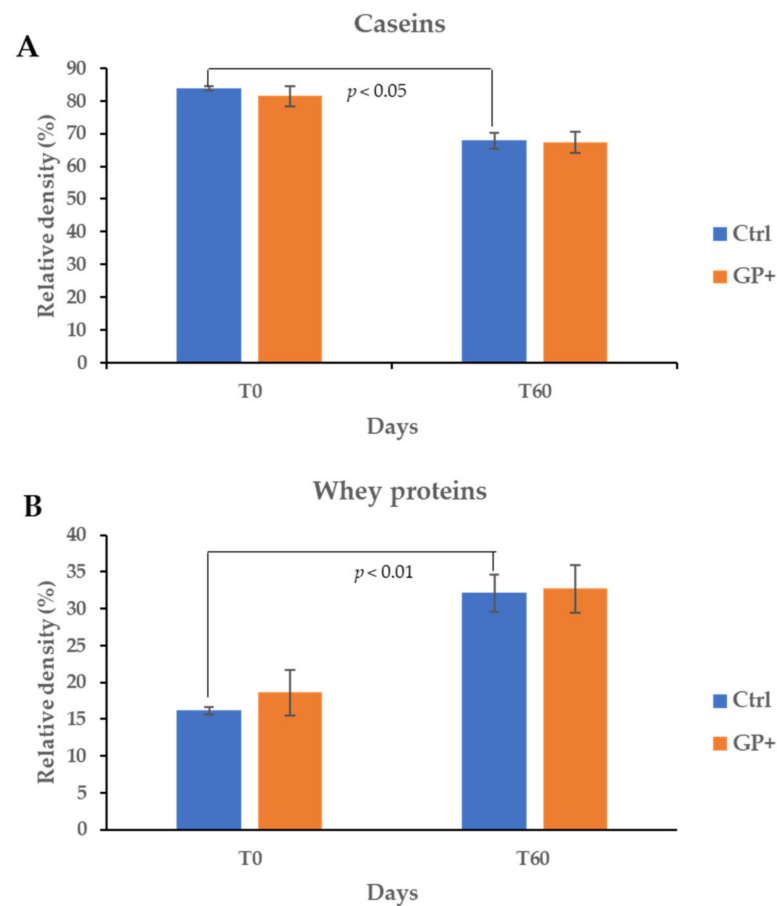 Caseins
A
90
80
70
60
50
40
30
20
10
0
Relative density (%)
p < 0.05
T0
T60
Days
Ctrl
GP+
Whey proteins
B
40
35
30
25
20
15
10
5
0
Relative density (%)
p < 0.01
T0
T60
Days
Ctrl
GP+